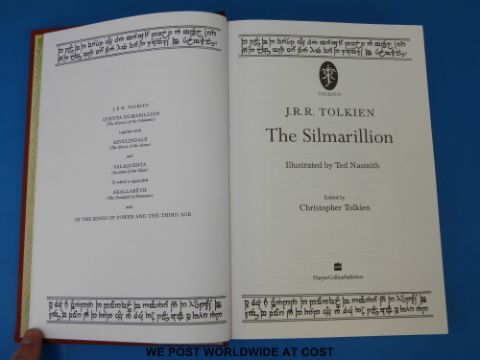 J.R.R. TOLKIEN
QUENTA SILMARILLION
(The History of the Silmarils)
together with
AINULINDALË
(The Music of the Ainur)
and
VALAQUENTA
(Account of the Valar)
To which is appended
AKALLABÊTH
(The Downfall of Númenor)
and
OF THE RINGS OF POWER AND THE THIRD AGE
TOLKIEN
J.R.R. TOLKIEN
The Silmarillion
Illustrated by Ted Nasmith
Edited by
Christopher Tolkien
HarperCollinsPublishers
WE POST WORLDWIDE AT COST